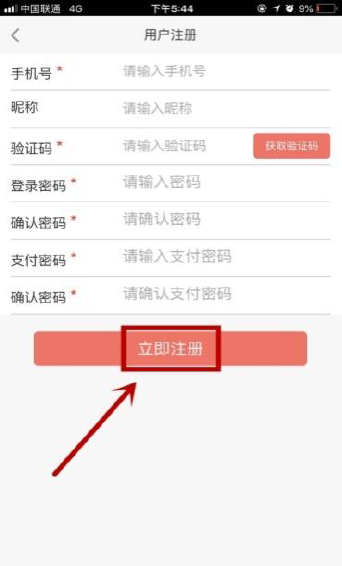 中国联通 4G 下午5:44 9%
用户注册
手机号 * 请输入手机号
昵称 请输入昵称
验证码 * 请输入验证码 获取验证码
登录密码 * 请输入密码
确认密码 * 请确认密码
支付密码 * 请输入支付密码
确认密码 * 请确认支付密码
立即注册